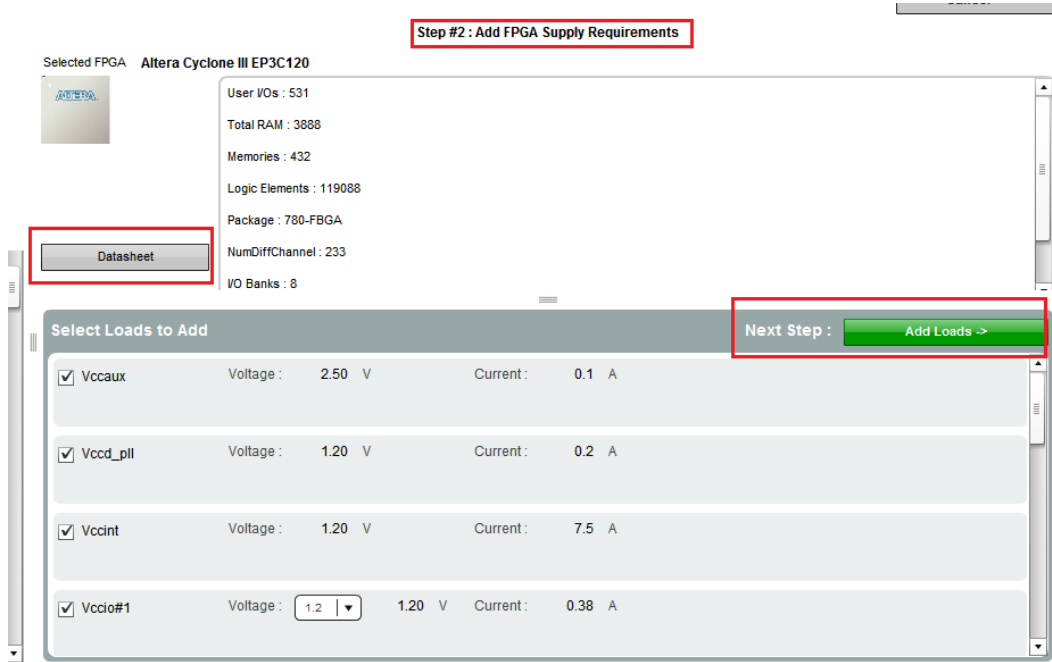 Step #2 : Add FPGA Supply Requirements
Selected FPGA Altera Cyclone III EP3C120
ALTERA
User I/Os : 531
Total RAM : 3888
Memories : 432
Logic Elements : 119088
Package : 780-FBGA
Datasheet
NumDiffChannel : 233
I/O Banks : 8
Select Loads to Add
Next Step : Add Loads ->
Vccaux Voltage : 2.50 V Current : 0.1 A
Vccd_pll Voltage : 1.20 V Current : 0.2 A
Vccint Voltage : 1.20 V Current : 7.5 A
Vccio#1 Voltage : 1.2 1.20 V Current : 0.38 A